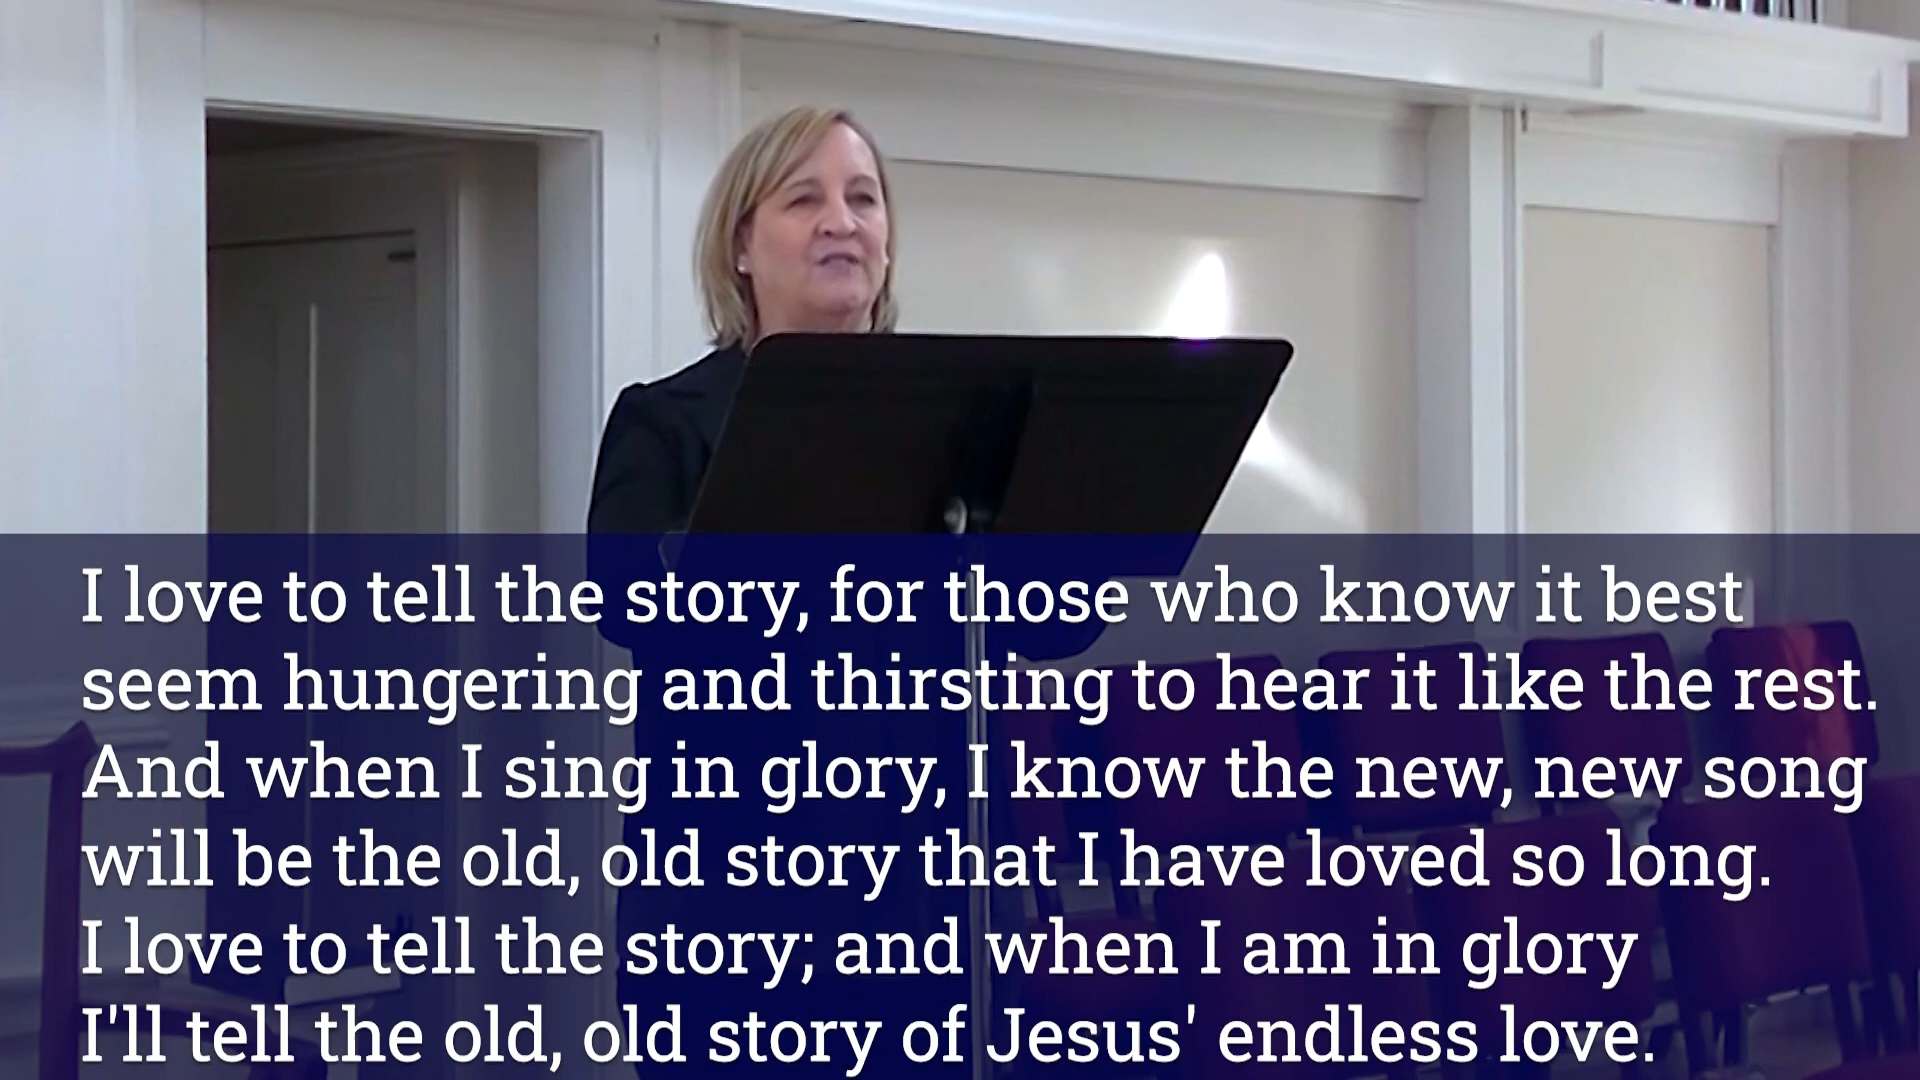 I love to tell the story, for those who know it best
seem hungering and thirsting to hear it like the rest.
And when I sing in glory, I know the new, new song
will be the old, old story that I have loved so long.
I love to tell the story; and when I am in glory
I'll tell the old, old story of Jesus' endless love.